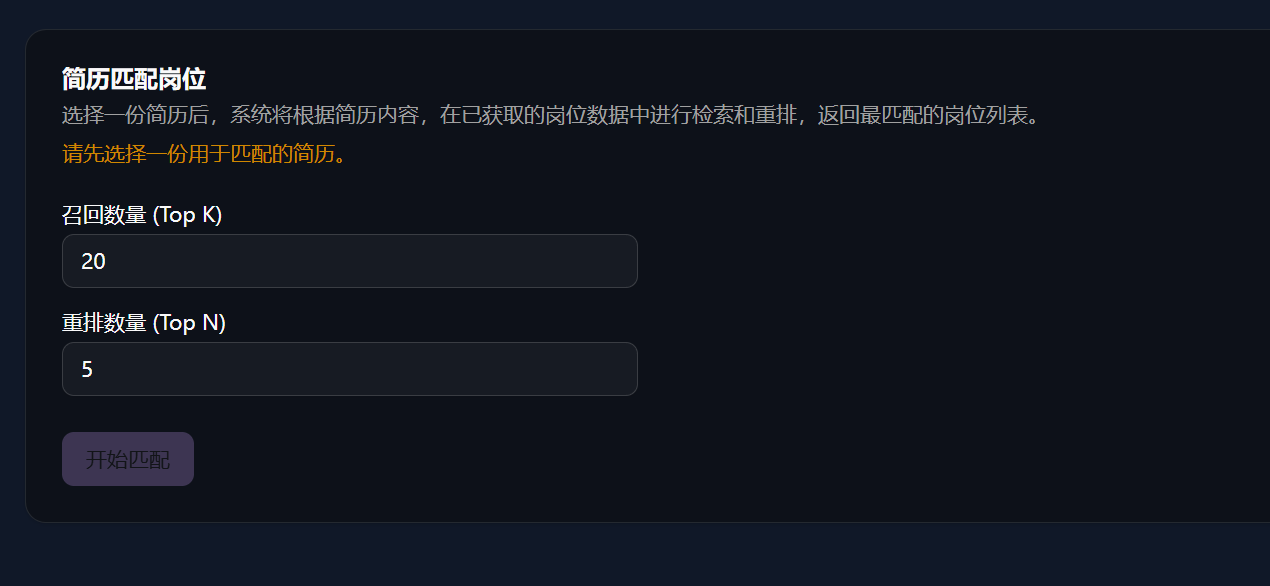 简历匹配岗位
选择一份简历后，系统将根据简历内容，在已获取的岗位数据中进行检索和重排，返回最匹配的岗位列表。
请先选择一份用于匹配的简历。
召回数量 (Top K)
20
重排数量 (Top N)
5
开始匹配